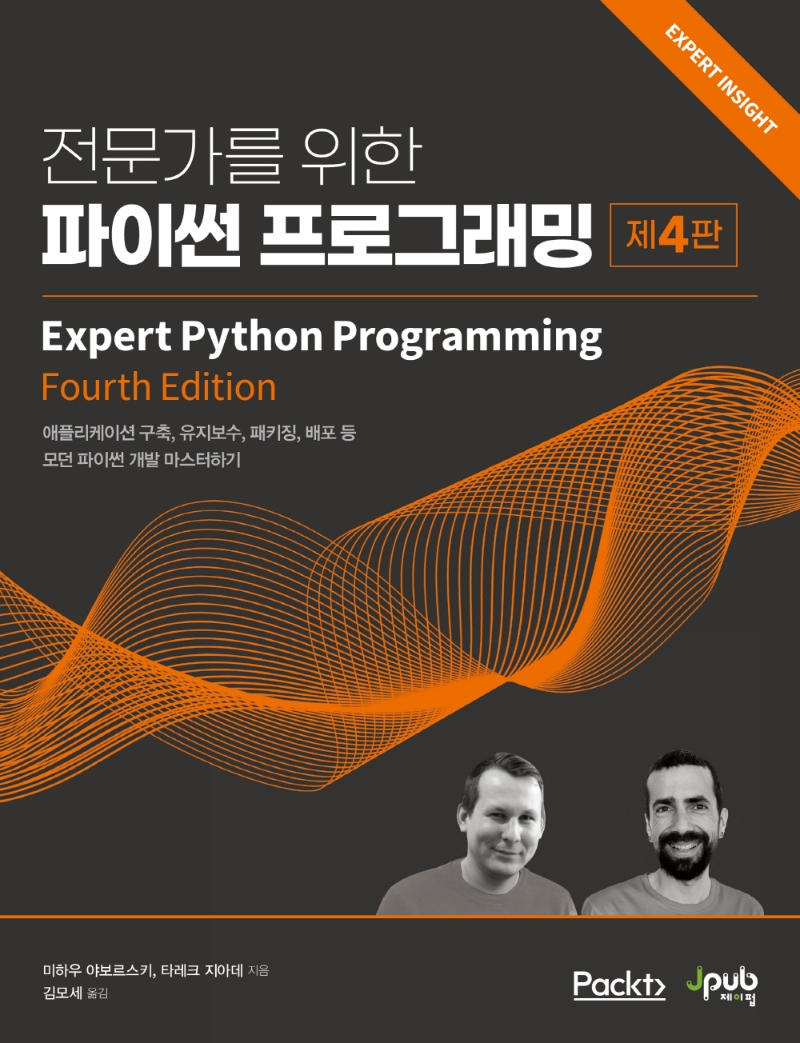 EXPERT INSIGHT
전문가를 위한
파이썬 프로그래밍 제4판
Expert Python Programming
Fourth Edition
애플리케이션 구축, 유지보수, 패키징, 배포 등
모던 파이썬 개발 마스터하기
미하우 야보르스키, 타레크 지아데 지음
김모세 옮김
Packt>
Jpub
제이펍